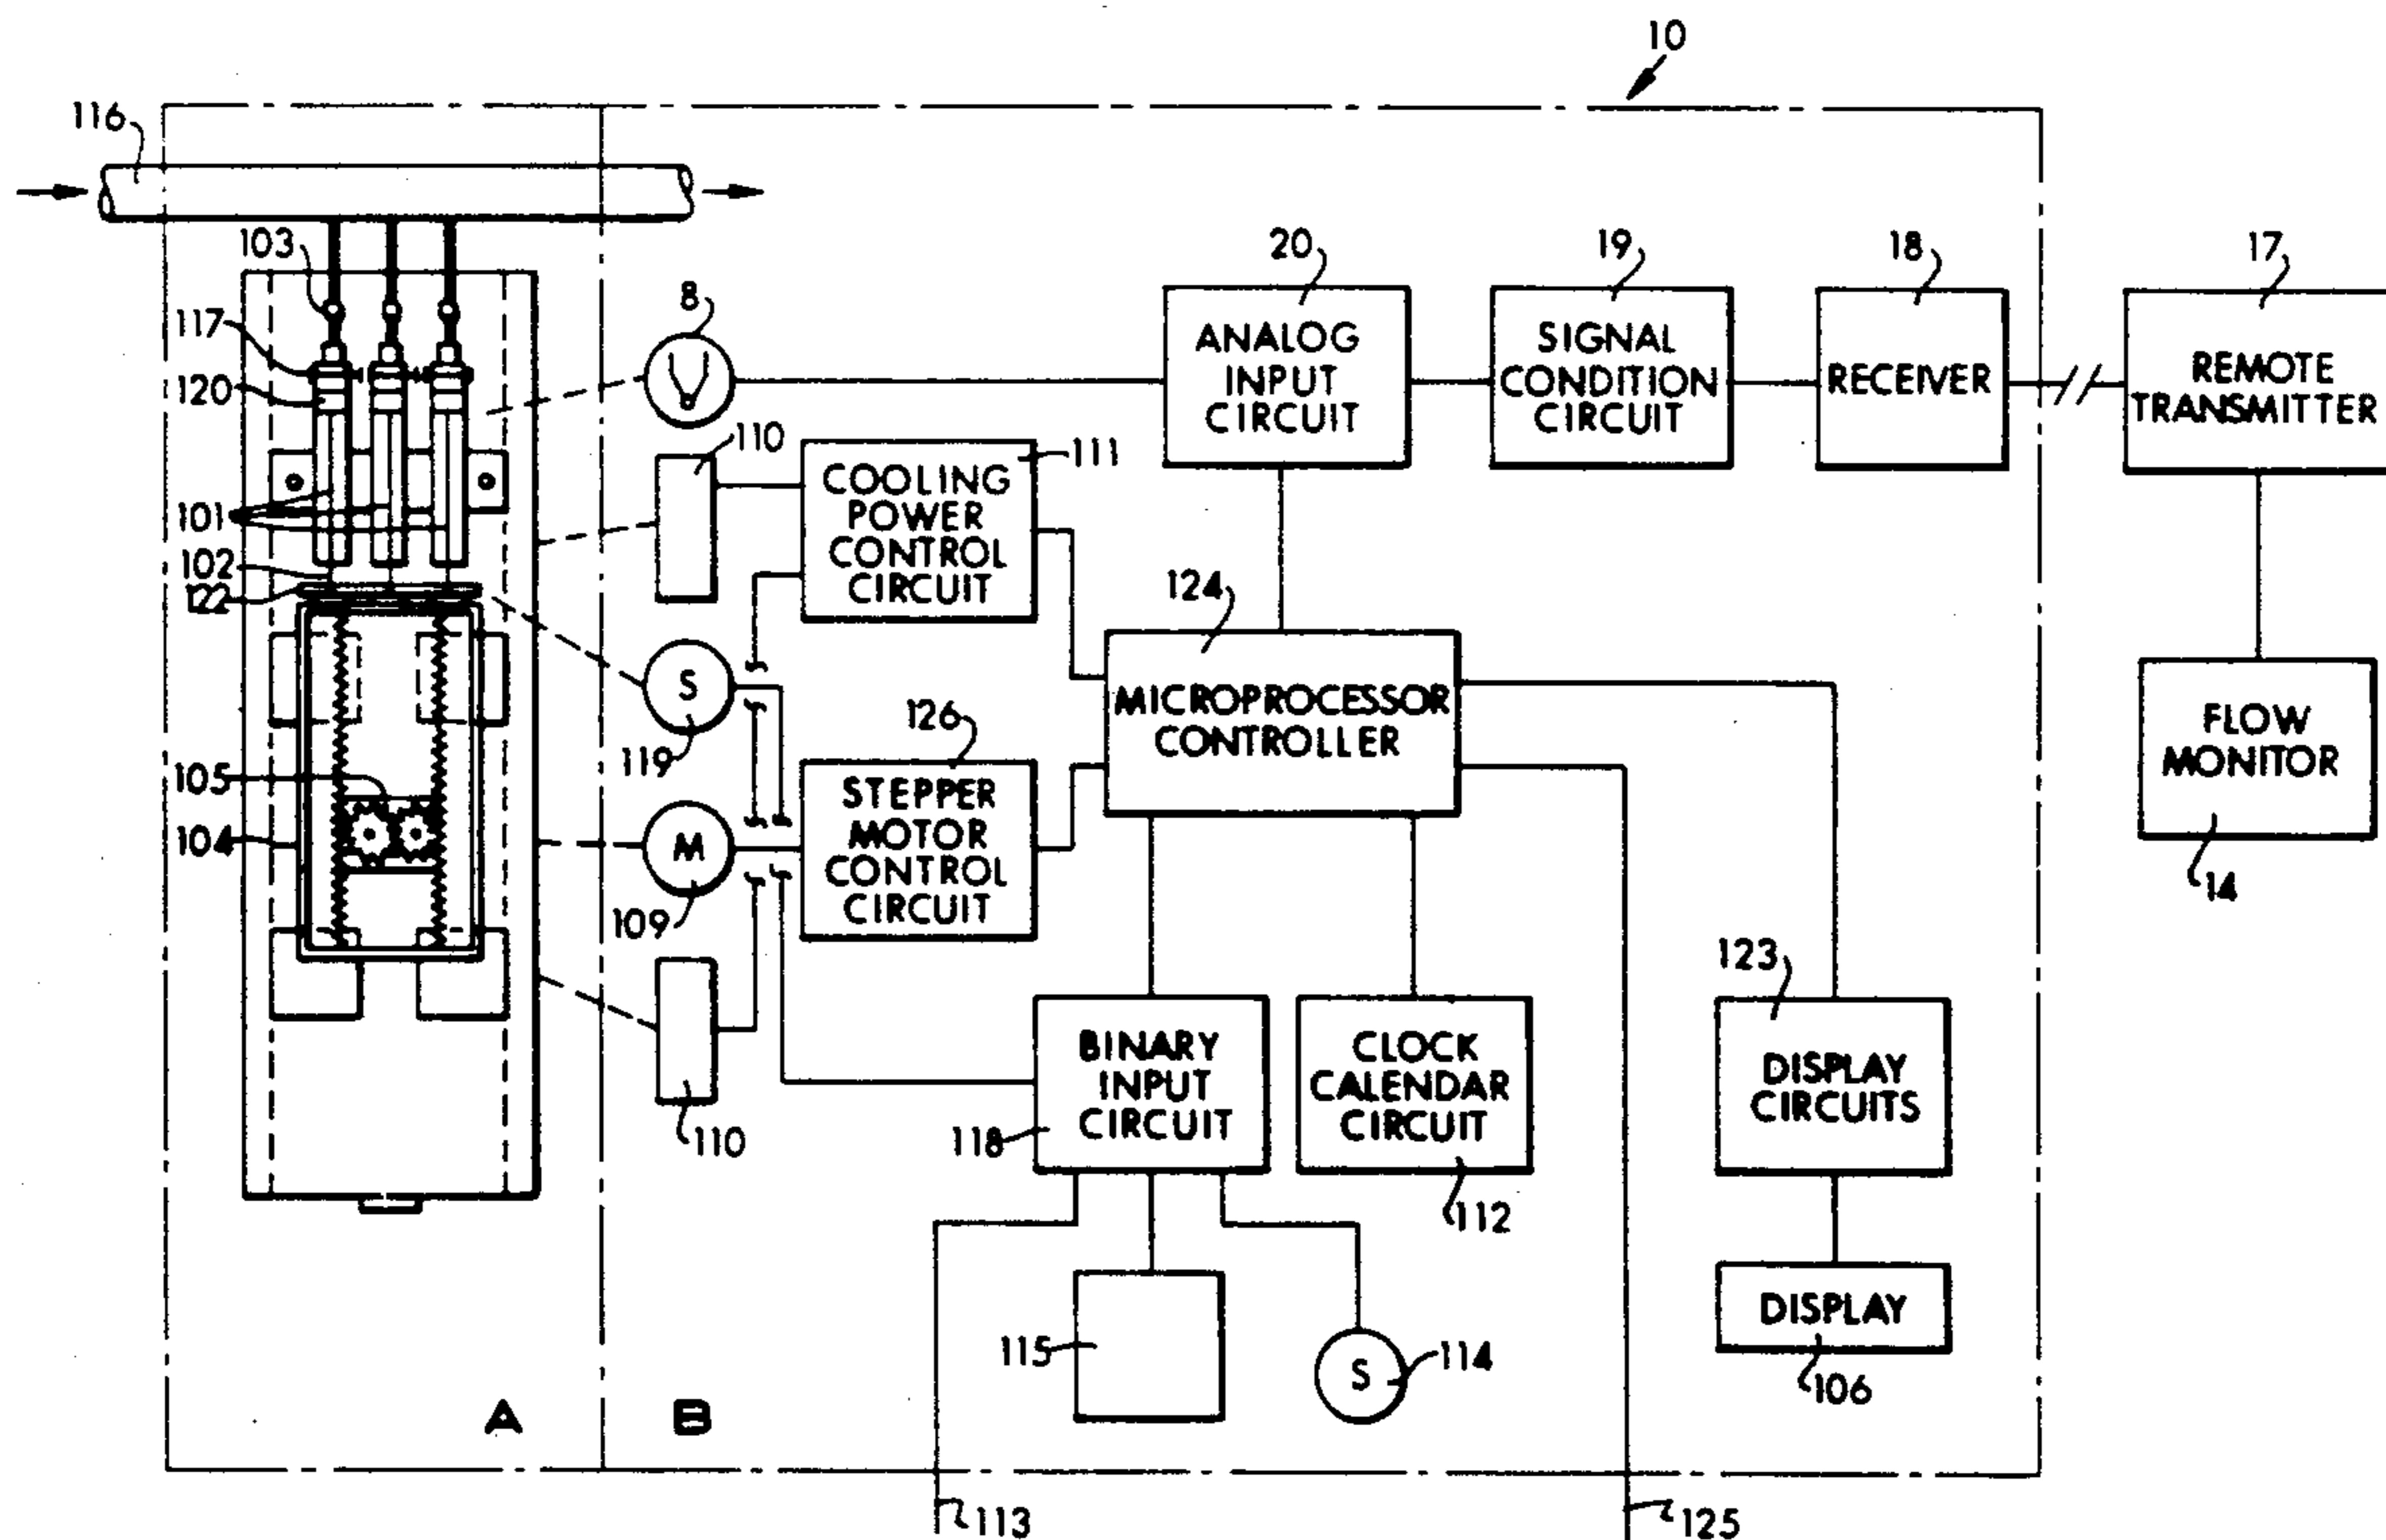 10
116
103
117
120
101
102
122
105
104
8
110
111
COOLING
POWER
CONTROL
CIRCUIT
20
ANALOG
INPUT
CIRCUIT
19
SIGNAL
CONDITION
CIRCUIT
18
RECEIVER
17
REMOTE
TRANSMITTER
S
119
124
MICROPROCESSOR
CONTROLLER
126
STEPPER
MOTOR
CONTROL
CIRCUIT
M
109
FLOW
MONITOR
14
110
BINARY
INPUT
CIRCUIT
118
CLOCK
CALENDAR
CIRCUIT
112
123
DISPLAY
CIRCUITS
115
S
114
DISPLAY
106
A
B
113
125